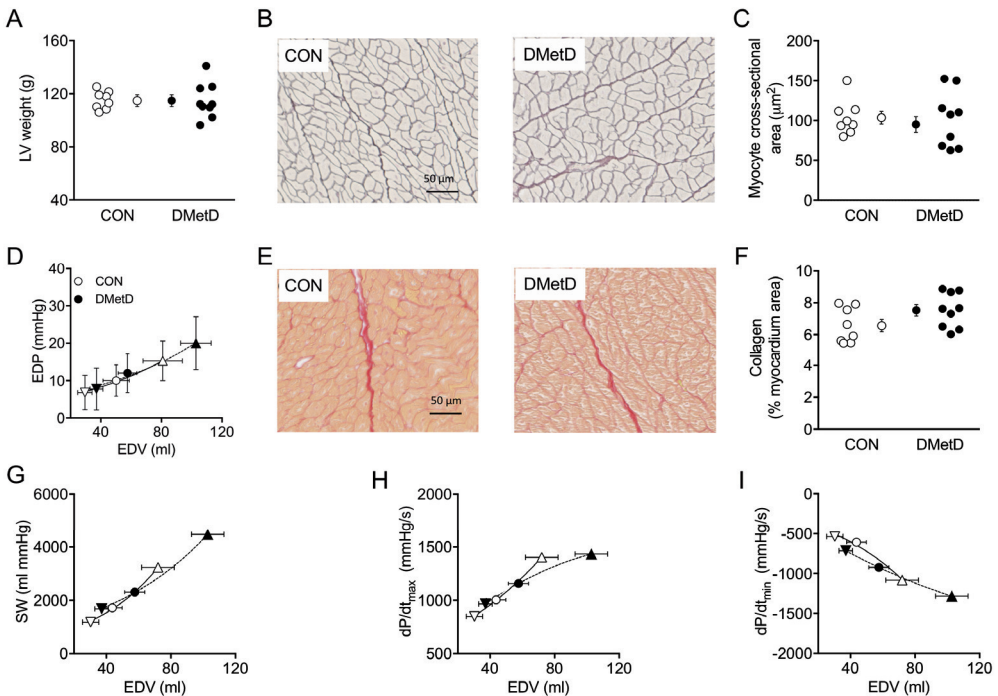 A
LV weight (g)
160
120
80
40
CON
DMetD
B
CON
50 µm
DMetD
C
Myocyte cross-sectional
area (µm²)
200
150
100
50
0
CON
DMetD
D
EDP (mmHg)
40
30
20
10
0
CON
DMetD
40
80
120
EDV (ml)
E
CON
50 µm
DMetD
F
Collagen
(% myocardium area)
10
8
6
4
2
0
CON
DMetD
G
SW (ml mmHg)
6000
4000
2000
0
40
80
120
EDV (ml)
H
dP/dtmax (mmHg/s)
2000
1500
1000
500
40
80
120
EDV (ml)
I
dP/dtmin (mmHg/s)
0
-500
-1000
-1500
-2000
40
80
120
EDV (ml)